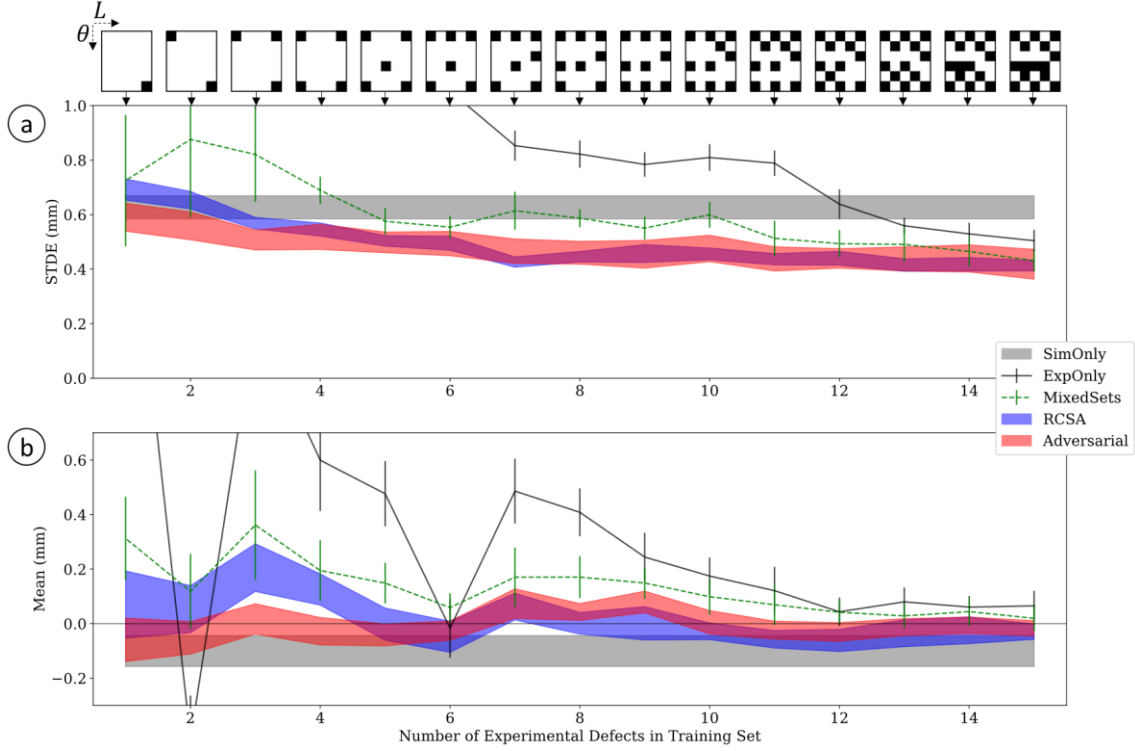 L
θ
a
1.0
0.8
0.6
0.4
0.2
0.0
STDE (mm)
2 4 6 8 10 12 14
SimOnly
ExpOnly
MixedSets
RCSA
Adversarial
b
0.6
0.4
0.2
0.0
−0.2
Mean (mm)
2 4 6 8 10 12 14
Number of Experimental Defects in Training Set